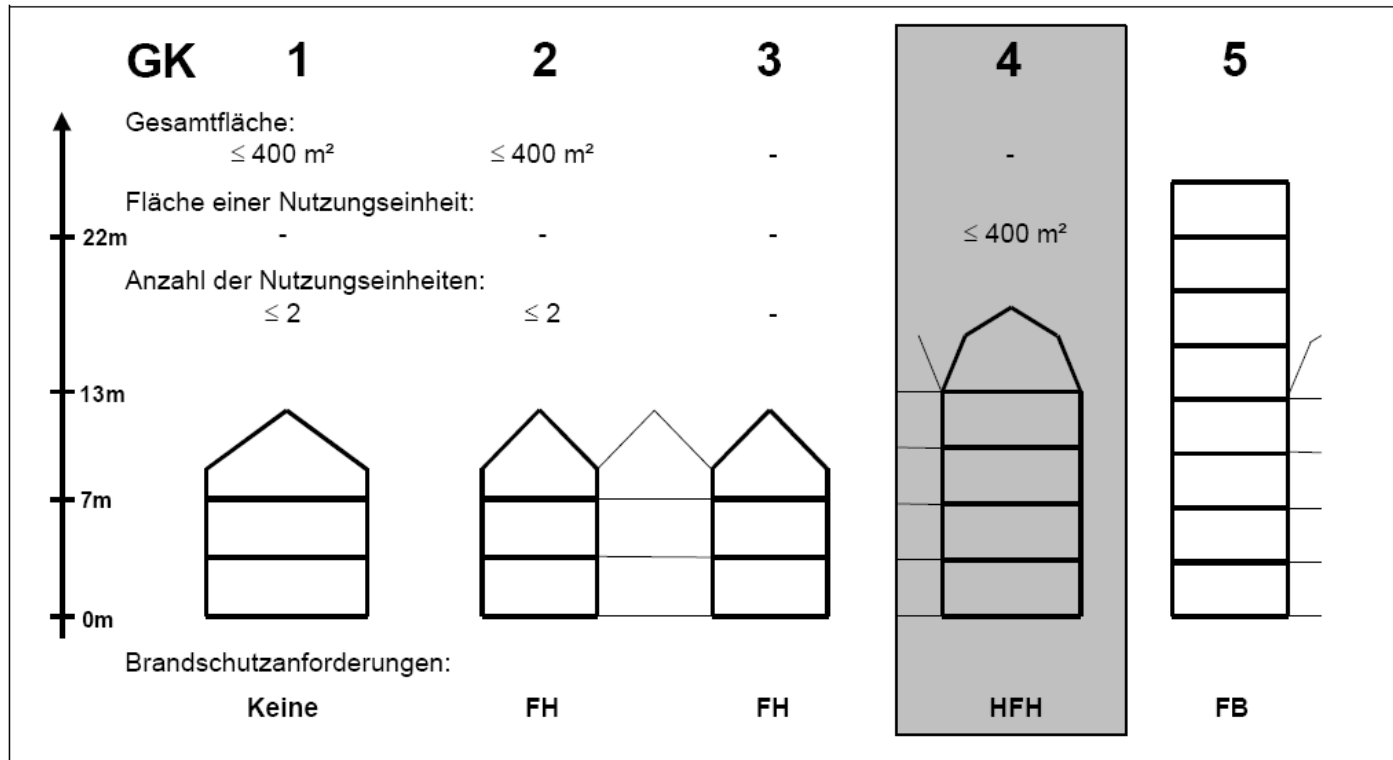 GK 1 2 3 4 5
Gesamtfläche:
≤ 400 m² ≤ 400 m² - -
Fläche einer Nutzungseinheit:
22m - - - ≤ 400 m²
Anzahl der Nutzungseinheiten:
≤ 2 ≤ 2 -
13m
7m
0m
Brandschutzanforderungen:
Keine FH FH HFH FB